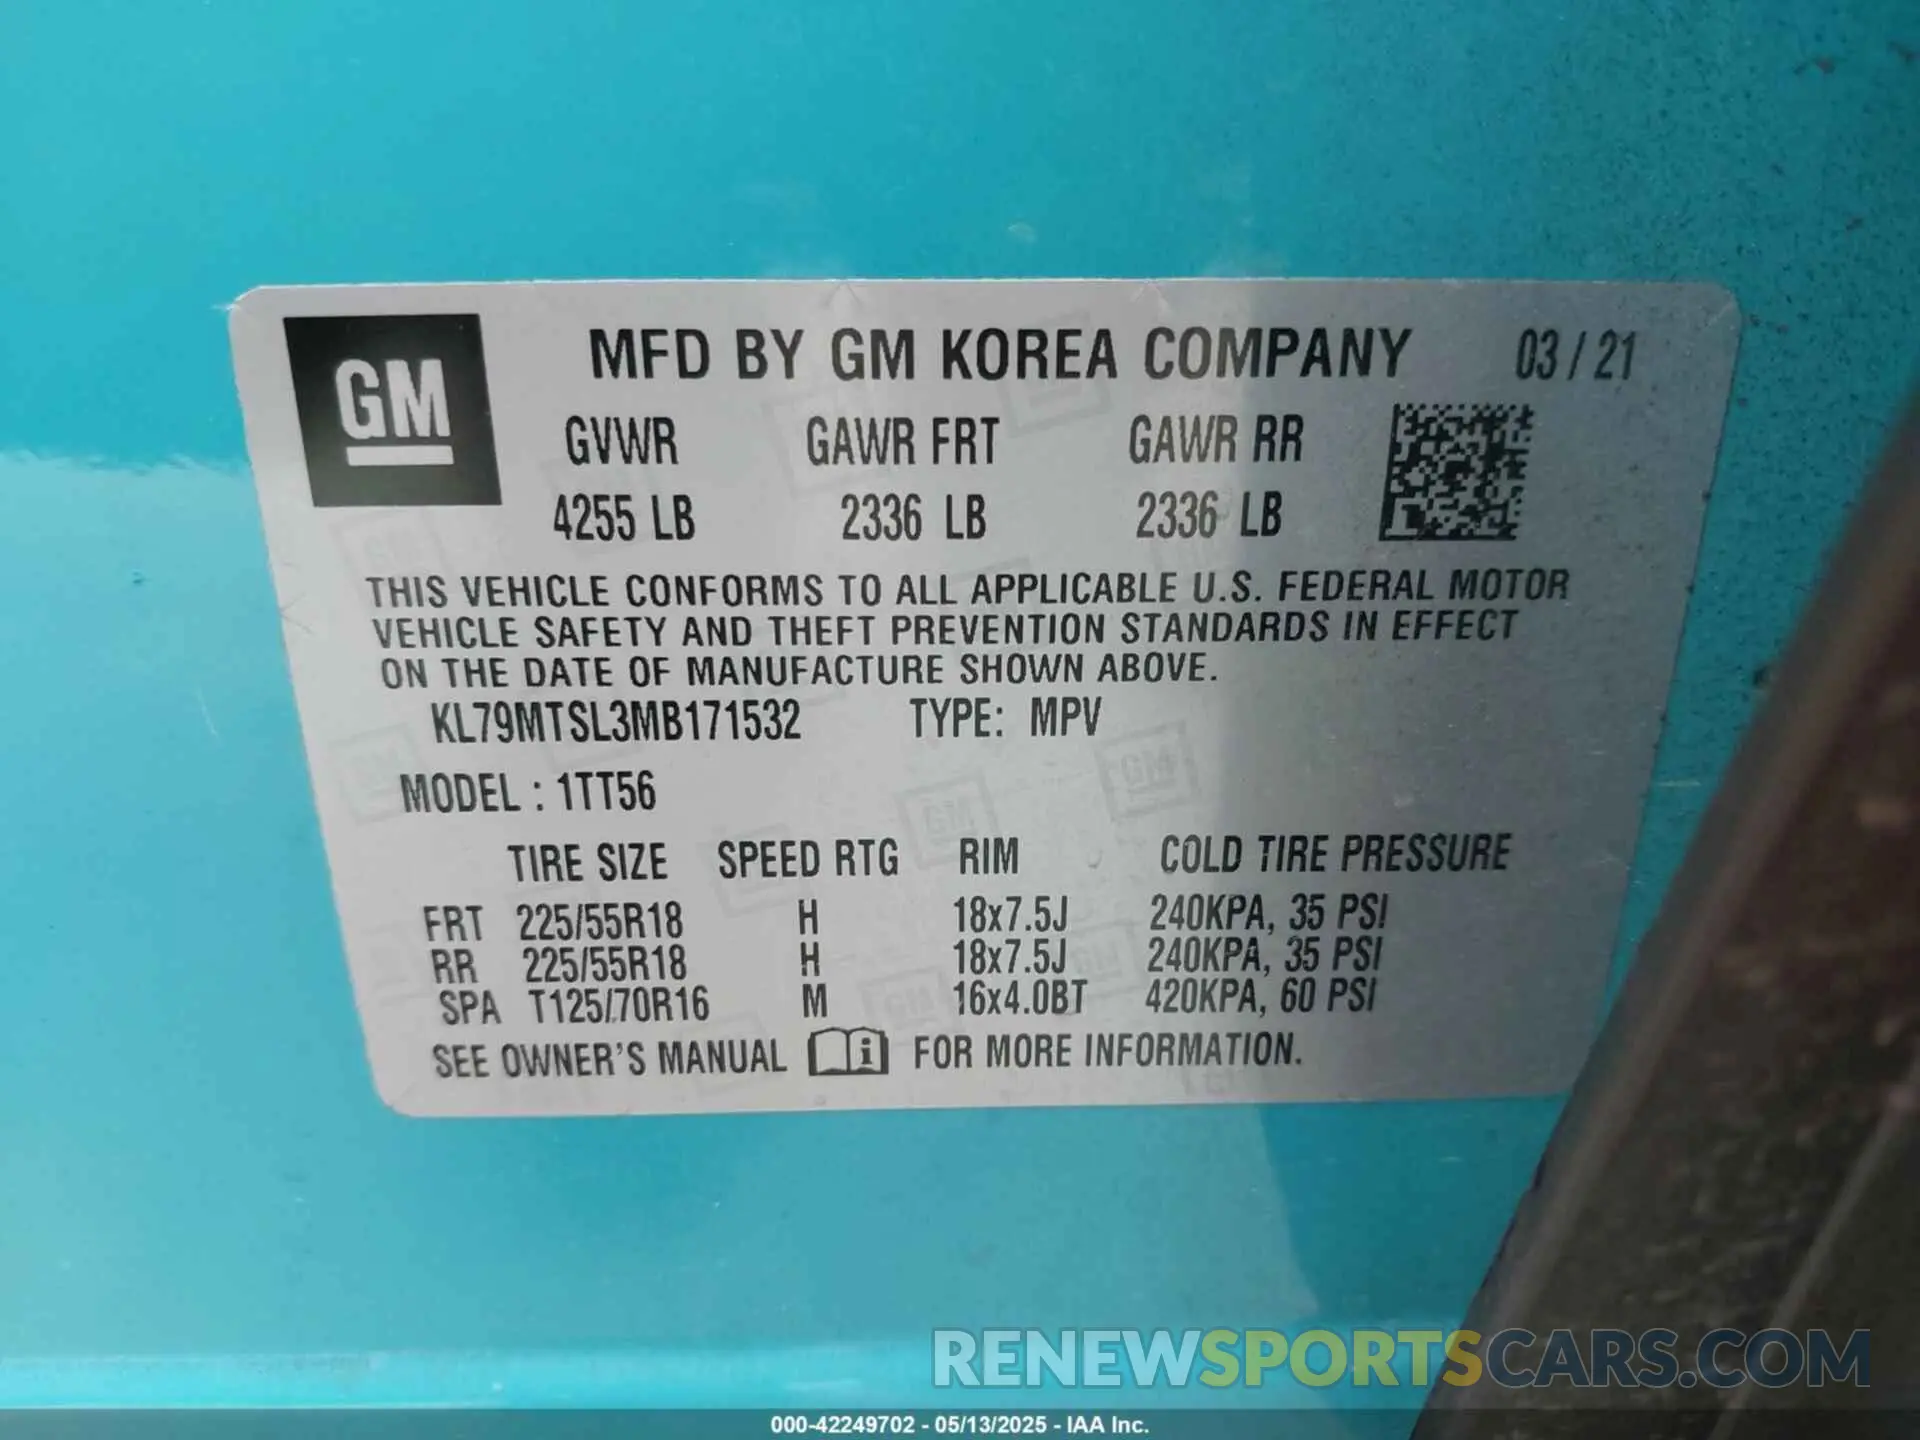 GM
MFD BY GM KOREA COMPANY 03 / 21
GVWR GAWR FRT GAWR RR
4255 LB 2336 LB 2336 LB
THIS VEHICLE CONFORMS TO ALL APPLICABLE U.S. FEDERAL MOTOR
VEHICLE SAFETY AND THEFT PREVENTION STANDARDS IN EFFECT
ON THE DATE OF MANUFACTURE SHOWN ABOVE.
KL79MTSL3MB171532 TYPE: MPV
MODEL : 1TT56
TIRE SIZE SPEED RTG RIM COLD TIRE PRESSURE
FRT 225/55R18 H 18x7.5J 240KPA, 35 PSI
RR 225/55R18 H 18x7.5J 240KPA, 35 PSI
SPA T125/70R16 M 16x4.0BT 420KPA, 60 PSI
SEE OWNER'S MANUAL i FOR MORE INFORMATION.
RENEWSPORTSCARS.COM
000-42249702 - 05/13/2025 - IAA Inc.